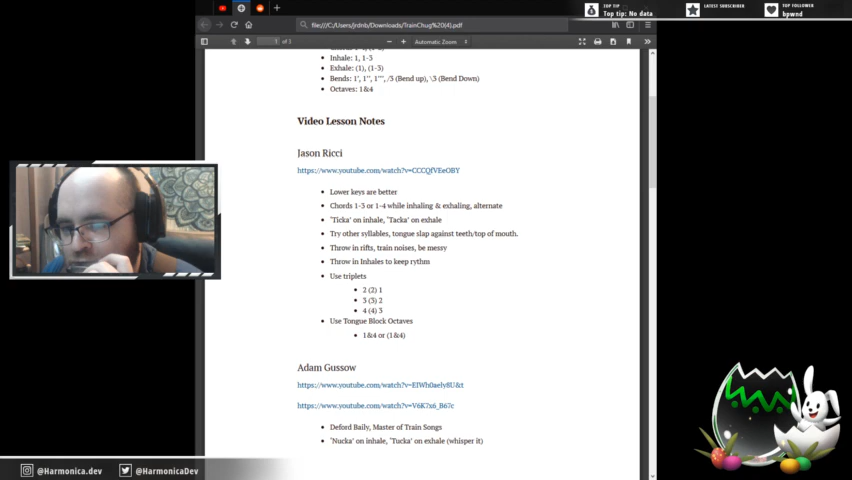 TOP TIP
Top tip: No data
LATEST SUBSCRIBER
TOP FOLLOWER
bpwnd
file:///C:/Users/jrdnb/Downloads/TrainChug%20(4).pdf
1 of 3
Automatic Zoom
Inhale: 1, 1-3
Exhale: (1), (1-3)
Bends: 1', 1'', 1''', /3 (Bend up), \3 (Bend Down)
Octaves: 1&4
Video Lesson Notes
Jason Ricci
https://www.youtube.com/watch?v=CCCQfVEeOBY
Lower keys are better
Chords 1-3 or 1-4 while inhaling & exhaling, alternate
'Ticka' on inhale, 'Tacka' on exhale
Try other syllables, tongue slap against teeth/top of mouth.
Throw in rifts, train noises, be messy
Throw in Inhales to keep rythm
Use triplets
2 (2) 1
3 (3) 2
4 (4) 3
Use Tongue Block Octaves
1&4 or (1&4)
Adam Gussow
https://www.youtube.com/watch?v=EIWh0aely8U&t
https://www.youtube.com/watch?v=V6K7x6_B67c
Deford Baily, Master of Train Songs
'Nucka' on inhale, 'Tucka' on exhale (whisper it)
@Harmonica.dev
@HarmonicaDev